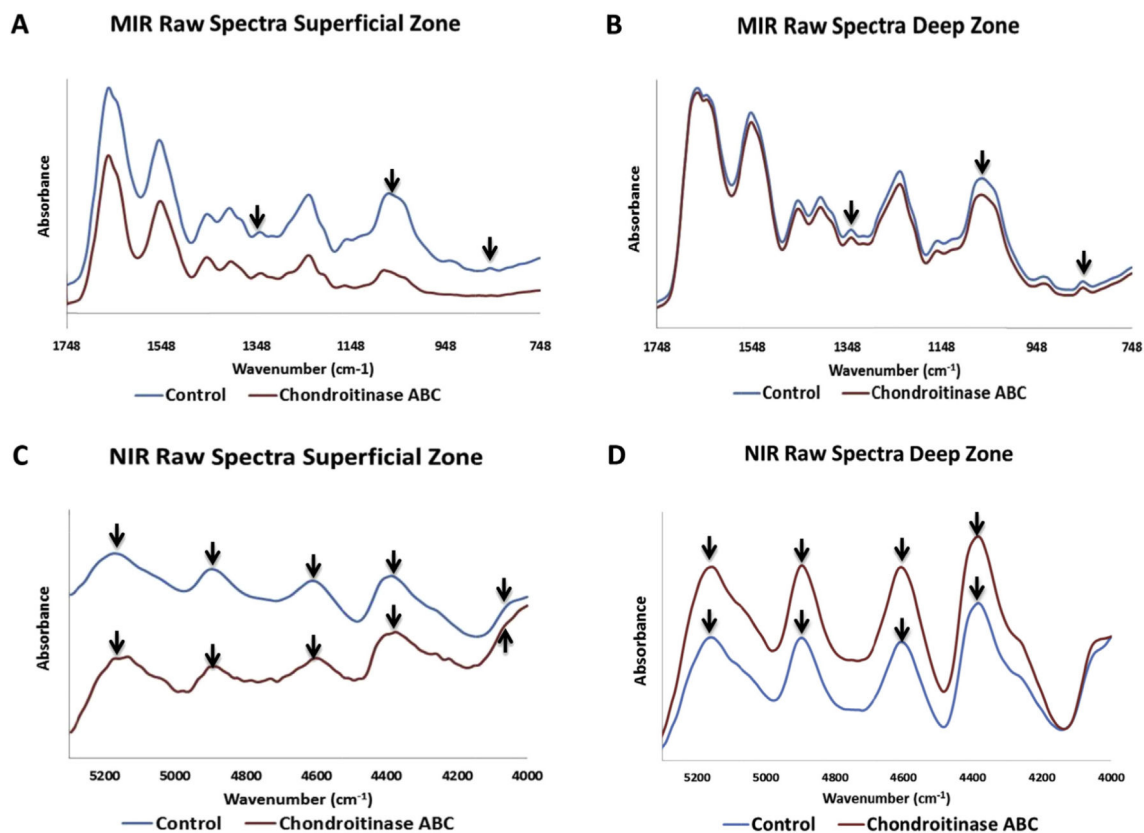 A
MIR Raw Spectra Superficial Zone
Absorbance
1748 1548 1348 1148 948 748
Wavenumber (cm-1)
Control Chondroitinase ABC
B
MIR Raw Spectra Deep Zone
Absorbance
1748 1548 1348 1148 948 748
Wavenumber (cm⁻¹)
Control Chondroitinase ABC
C
NIR Raw Spectra Superficial Zone
Absorbance
5200 5000 4800 4600 4400 4200 4000
Wavenumber (cm⁻¹)
Control Chondroitinase ABC
D
NIR Raw Spectra Deep Zone
Absorbance
5200 5000 4800 4600 4400 4200 4000
Wavenumber (cm⁻¹)
Control Chondroitinase ABC